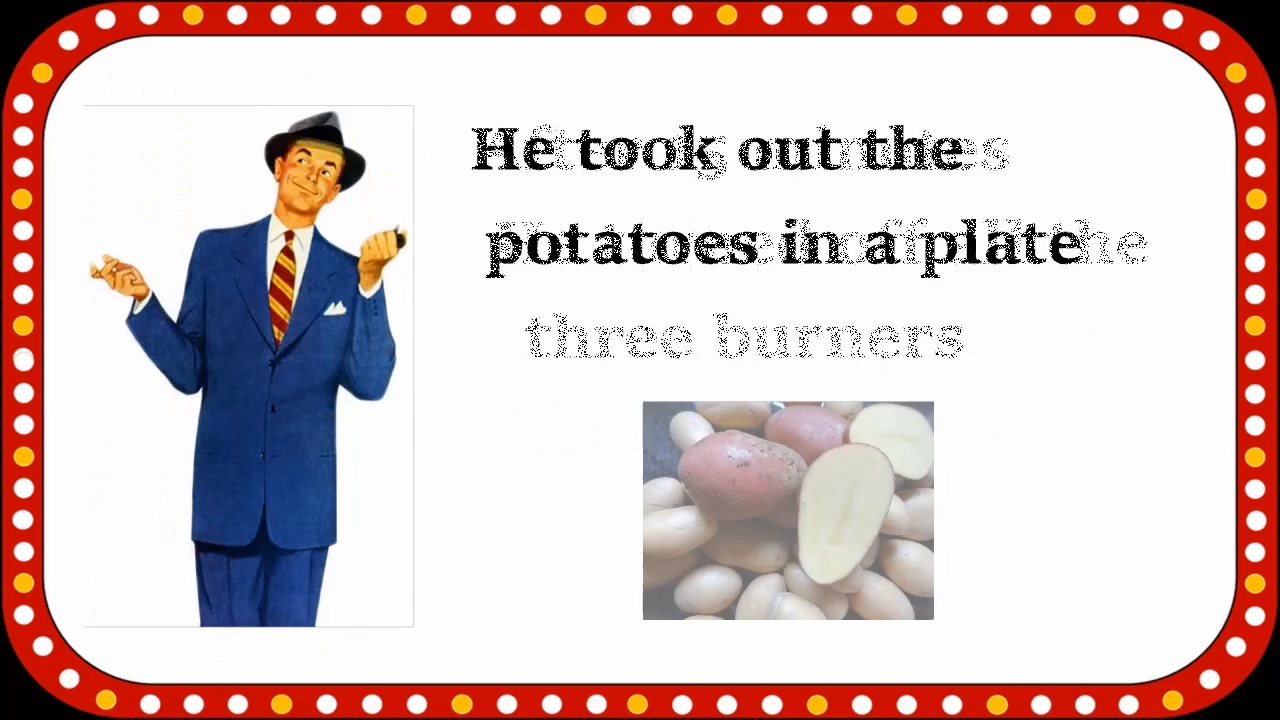 He took out the
potatoes in a plate
three burners